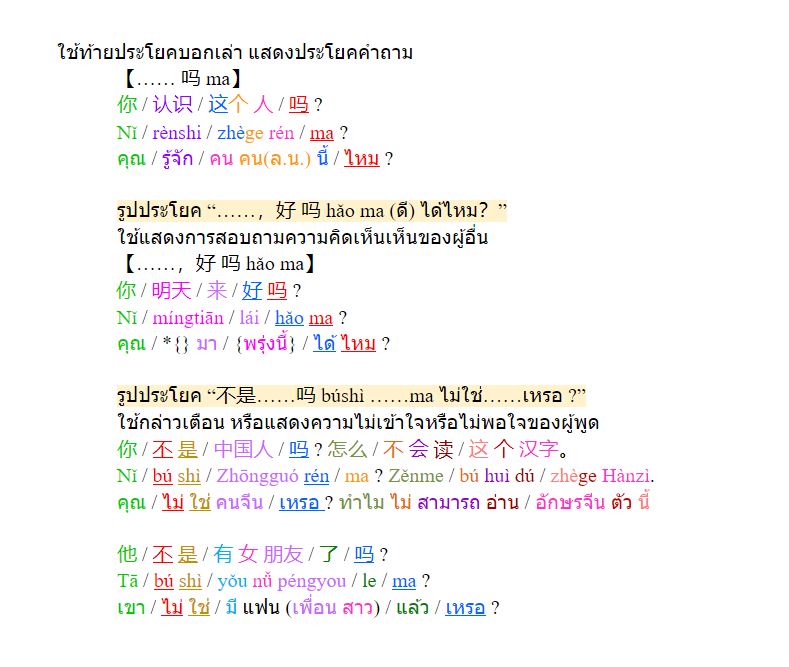 ใช้ท้ายประโยคบอกเล่า แสดงประโยคคำถาม
【…… 吗 ma】
你 / 认识 / 这个 人 / 吗 ?
Nǐ / rènshi / zhège rén / ma ?
คุณ / รู้จัก / คน คน(ล.น.) นี้ / ไหม ?
รูปประโยค “……，好 吗 hǎo ma (ดี) ได้ไหม? ”
ใช้แสดงการสอบถามความคิดเห็นเห็นของผู้อื่น
【……，好 吗 hǎo ma】
你 / 明天 / 来 / 好 吗 ?
Nǐ / míngtiān / lái / hǎo ma ?
คุณ / *{} มา / {พรุ่งนี้} / ได้ ไหม ?
รูปประโยค “不是……吗 búshì ……ma ไม่ใช่……เหรอ ?”
ใช้กล่าวเตือน หรือแสดงความไม่เข้าใจหรือไม่พอใจของผู้พูด
你 / 不 是 / 中国人 / 吗 ? 怎么 / 不 会 读 / 这 个 汉字。
Nǐ / bú shì / Zhōngguó rén / ma ? Zěnme / bú huì dú / zhège Hànzì.
คุณ / ไม่ ใช่ คนจีน / เหรอ ? ทำไม ไม่ สามารถ อ่าน / อักษรจีน ตัว นี้
他 / 不 是 / 有 女 朋友 / 了 / 吗 ?
Tā / bú shì / yǒu nǚ péngyou / le / ma ?
เขา / ไม่ ใช่ / มี แฟน (เพื่อน สาว) / แล้ว / เหรอ ?